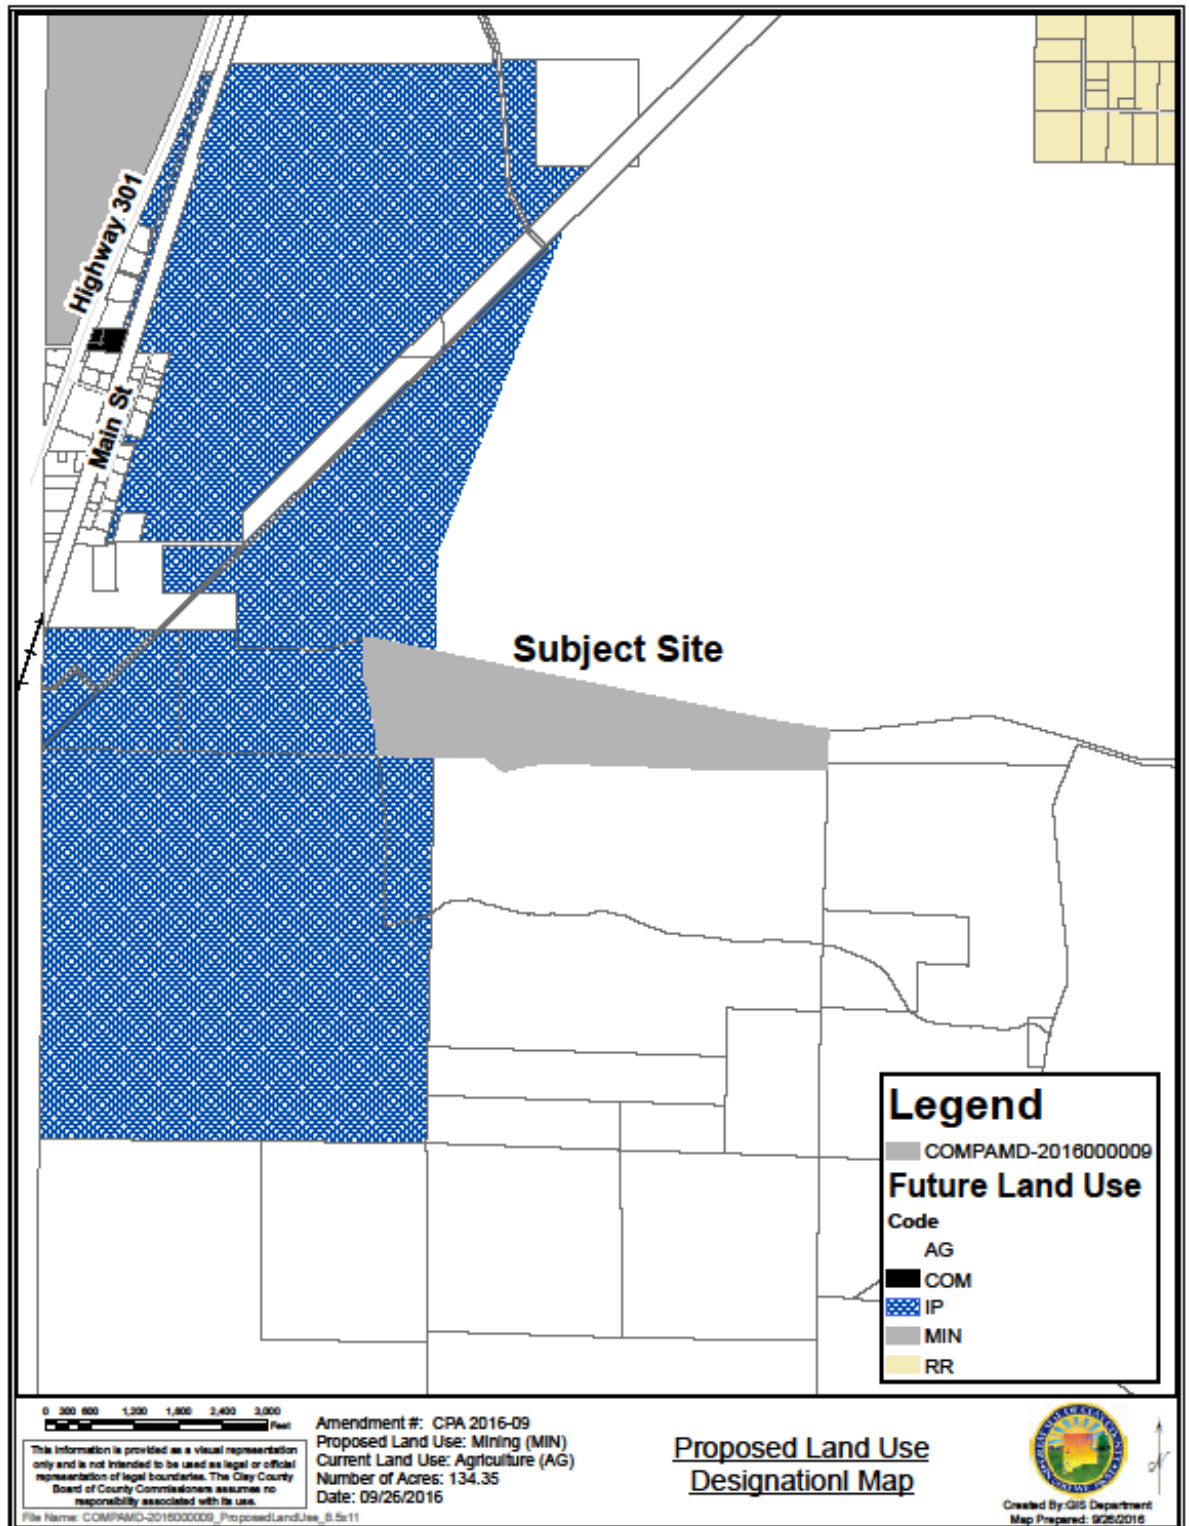 Highway 301
Main St
Subject Site
Legend
COMPAMD-2016000009
Future Land Use
Code
AG
COM
IP
MIN
RR
0 300 600 1,200 1,800 2,400 3,000
Feet
This information is provided as a visual representation
only and is not intended to be used as legal or official
representation of legal boundaries. The Clay County
Board of County Commissioners assumes no
responsibility associated with its use.
File Name: COMPAMD-2016000009_ProposedLandUse_8.5x11
Amendment #: CPA 2016-09
Proposed Land Use: Mining (MIN)
Current Land Use: Agriculture (AG)
Number of Acres: 134.35
Date: 09/26/2016
Proposed Land Use
Designationl Map
N
Created By:GIS Department
Map Prepared: 9/26/2016